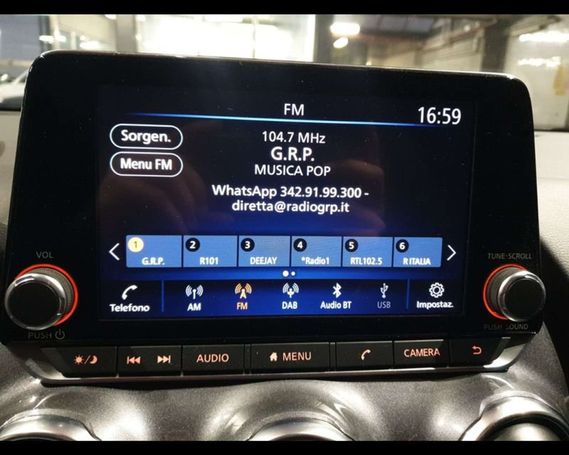 FM
16:59
Sorgen.
Menu FM
104.7 MHz
G.R.P.
MUSICA POP
WhatsApp 342.91.99.300 -
diretta@radiogrp.it
1 G.R.P.
2 R101
3 DEEJAY
4 *Radio1
5 RTL102.5
6 R ITALIA
Telefono
AM
FM
DAB
Audio BT
USB
Impostaz.
VOL
PUSH
TUNE·SCROLL
PUSH SOUND
AUDIO
MENU
CAMERA